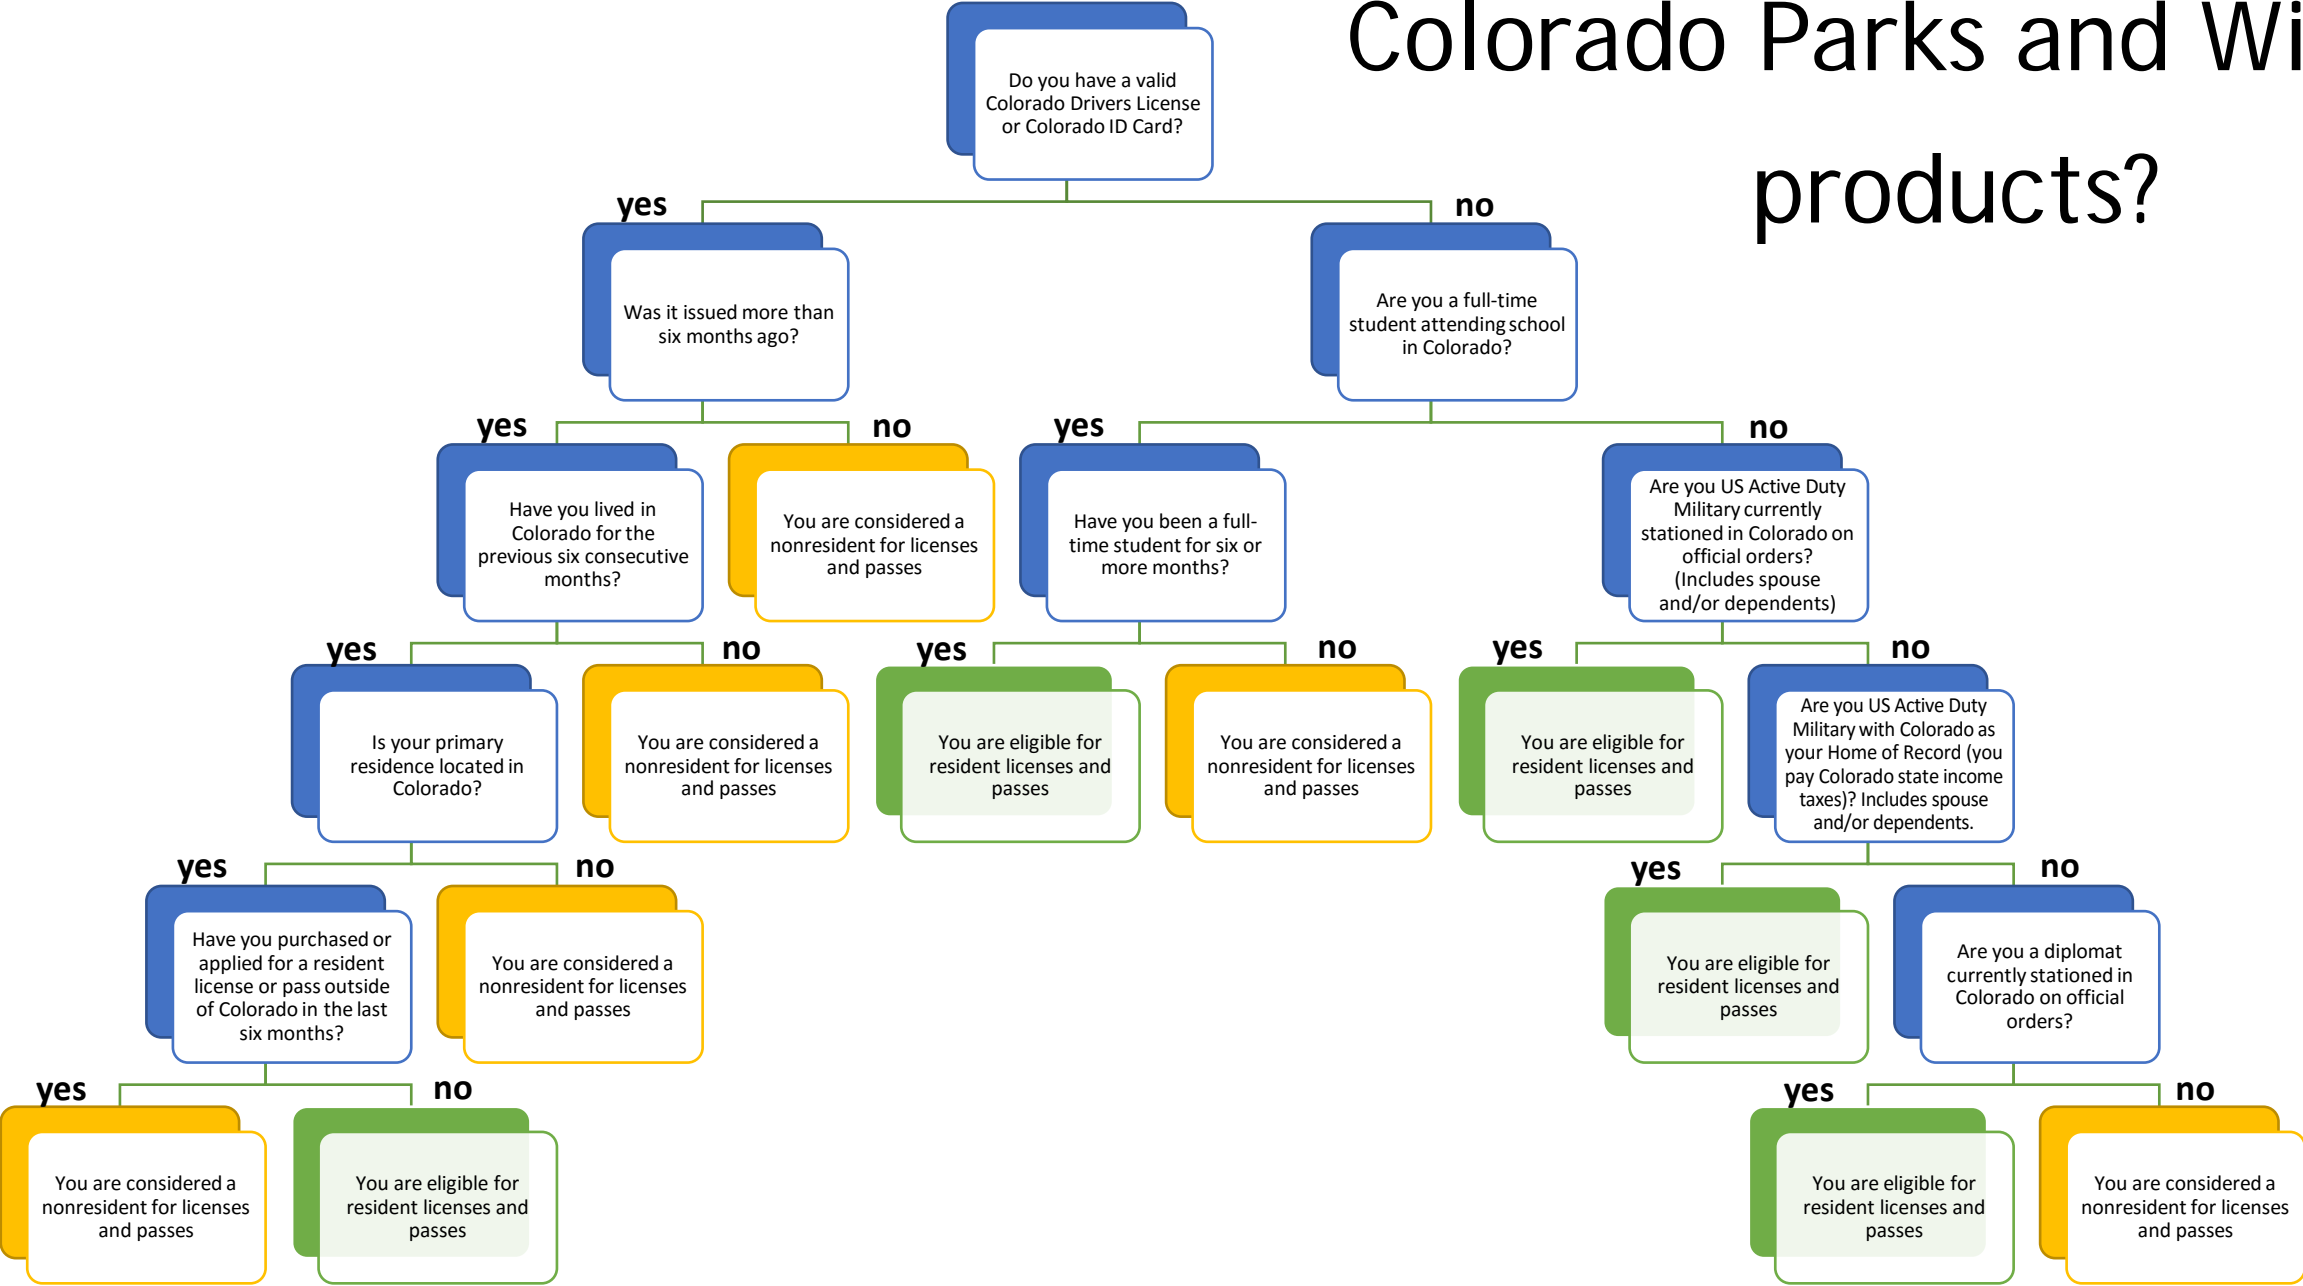 Colorado Parks and Wi
products?
Do you have a valid
Colorado Drivers License
or Colorado ID Card?
yes
no
Was it issued more than
six months ago?
Are you a full-time
student attending school
in Colorado?
yes
no
yes
no
Have you lived in
Colorado for the
previous six consecutive
months?
You are considered a
nonresident for licenses
and passes
Have you been a full-
time student for six or
more months?
Are you US Active Duty
Military currently
stationed in Colorado on
official orders?
(Includes spouse
and/or dependents)
yes
no
yes
no
yes
no
Is your primary
residence located in
Colorado?
You are considered a
nonresident for licenses
and passes
You are eligible for
resident licenses and
passes
You are considered a
nonresident for licenses
and passes
You are eligible for
resident licenses and
passes
Are you US Active Duty
Military with Colorado as
your Home of Record (you
pay Colorado state income
taxes)? Includes spouse
and/or dependents.
yes
no
yes
no
Have you purchased or
applied for a resident
license or pass outside
of Colorado in the last
six months?
You are considered a
nonresident for licenses
and passes
You are eligible for
resident licenses and
passes
Are you a diplomat
currently stationed in
Colorado on official
orders?
yes
no
yes
no
You are considered a
nonresident for licenses
and passes
You are eligible for
resident licenses and
passes
You are eligible for
resident licenses and
passes
You are considered a
nonresident for licenses
and passes